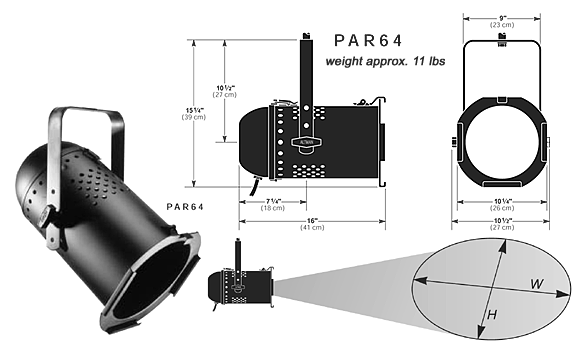 PAR64
weight approx. 11 lbs
9"
(23 cm)
10½"
(27 cm)
15¼"
(39 cm)
ALTMAN
PAR64
7¼"
(18 cm)
16"
(41 cm)
10¼"
(26 cm)
10½"
(27 cm)
W
H